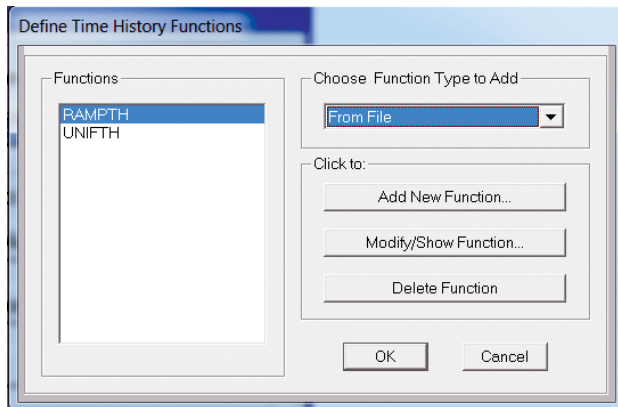 Define Time History Functions
Functions
RAMPTH
UNIFTH
Choose Function Type to Add
From File
Click to:
Add New Function...
Modify/Show Function...
Delete Function
OK
Cancel